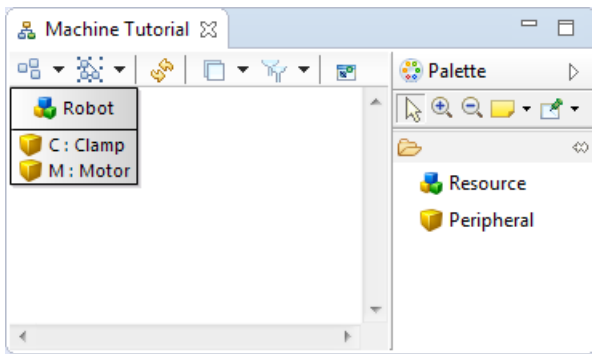 Machine Tutorial
Palette
Robot
C : Clamp
M : Motor
Resource
Peripheral